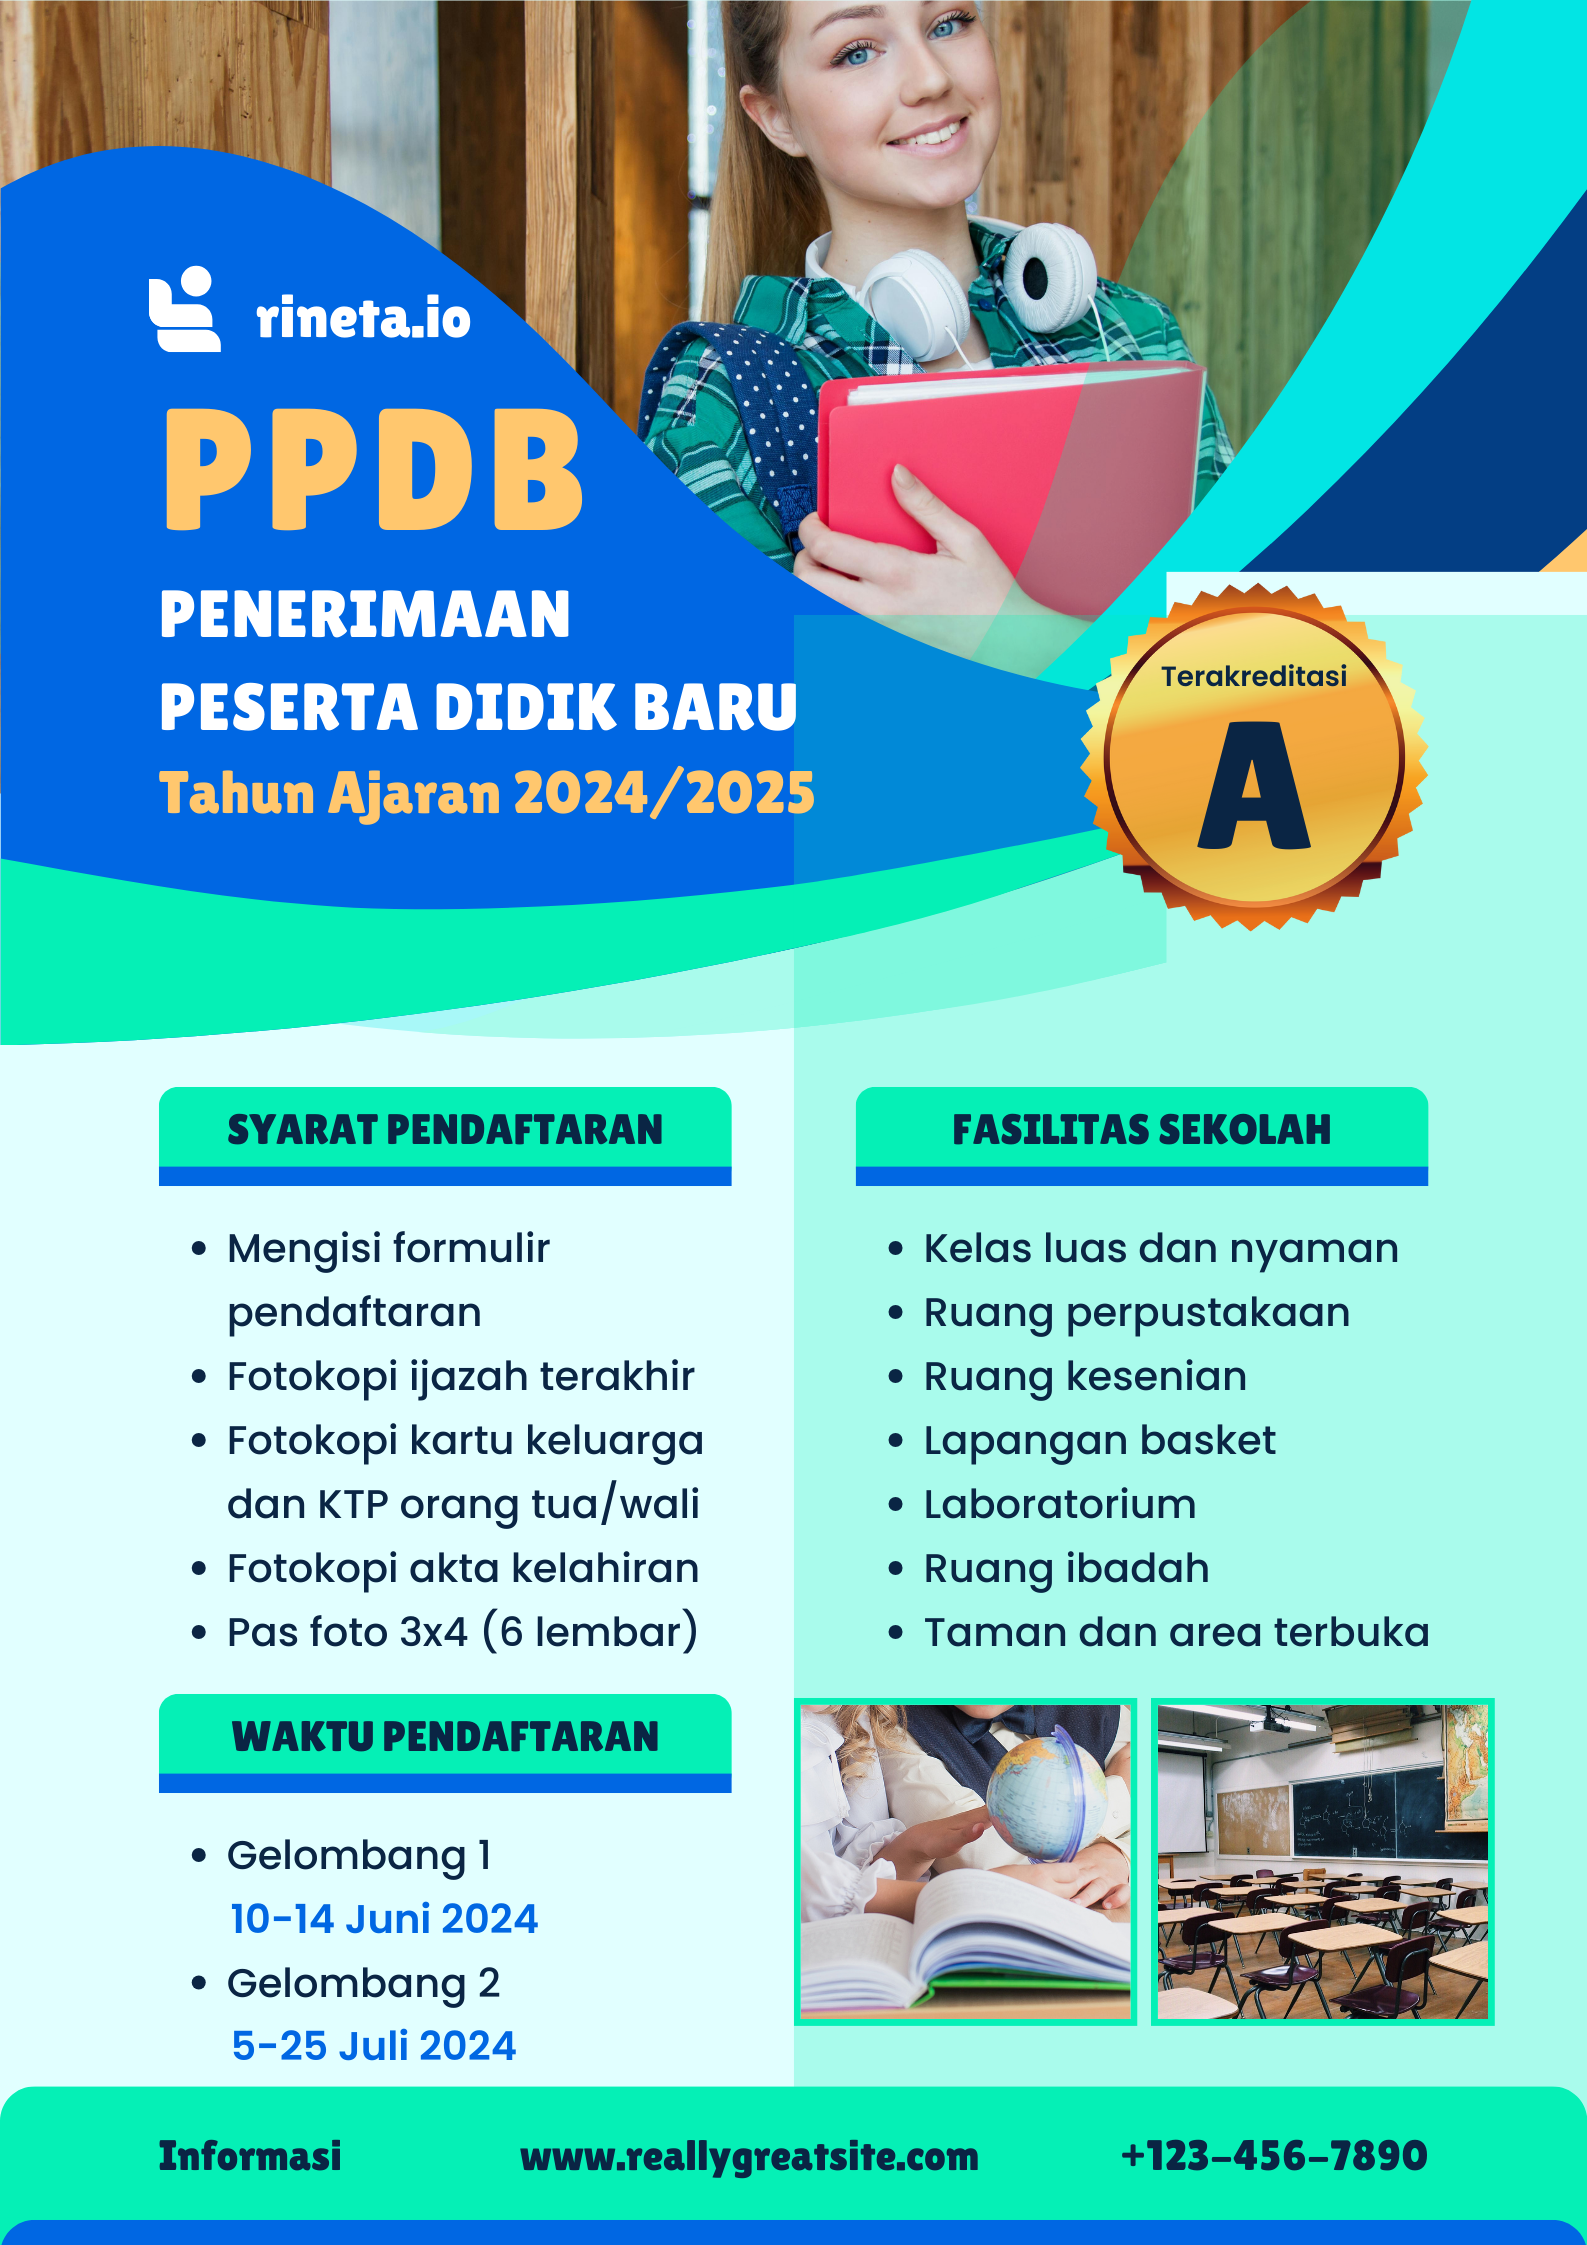 rineta.io
PPDB
PENERIMAAN
PESERTA DIDIK BARU
Tahun Ajaran 2024/2025
Terakreditasi
A
SYARAT PENDAFTARAN
• Mengisi formulir
pendaftaran
• Fotokopi ijazah terakhir
• Fotokopi kartu keluarga
dan KTP orang tua/wali
• Fotokopi akta kelahiran
• Pas foto 3x4 (6 lembar)
WAKTU PENDAFTARAN
• Gelombang 1
10-14 Juni 2024
• Gelombang 2
5-25 Juli 2024
FASILITAS SEKOLAH
• Kelas luas dan nyaman
• Ruang perpustakaan
• Ruang kesenian
• Lapangan basket
• Laboratorium
• Ruang ibadah
• Taman dan area terbuka
Informasi
www.reallygreatsite.com
+123-456-7890